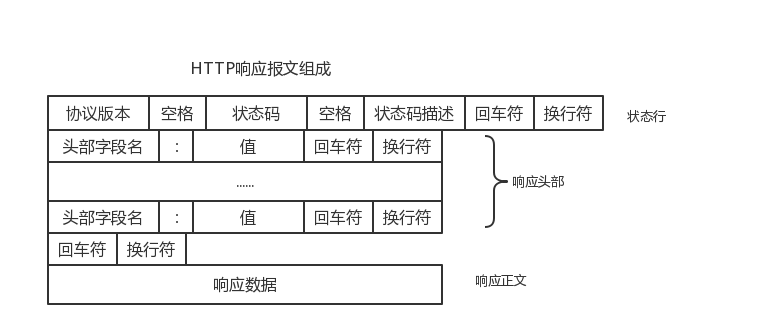 HTTP响应报文组成
协议版本 空格 状态码 空格 状态码描述 回车符 换行符 状态行
头部字段名 : 值 回车符 换行符
...... 响应头部
头部字段名 : 值 回车符 换行符
回车符 换行符
响应数据 响应正文